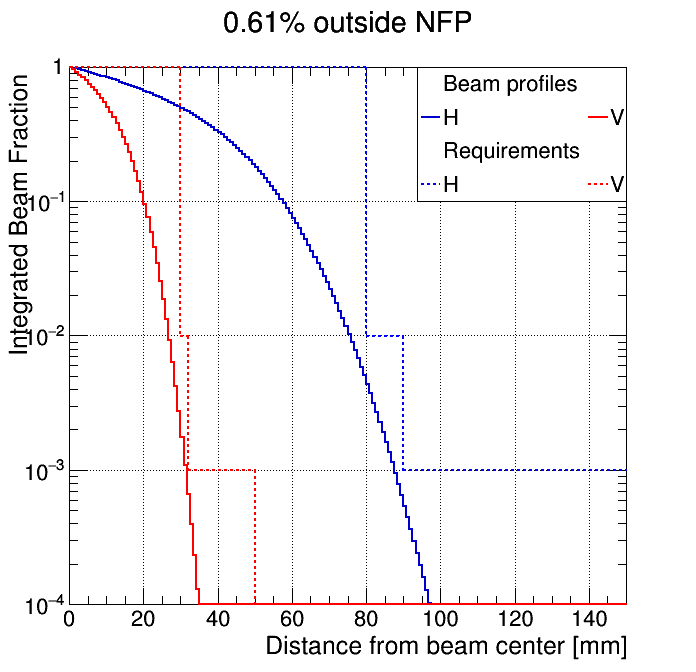 0.61% outside NFP
Integrated Beam Fraction
1
10⁻¹
10⁻²
10⁻³
10⁻⁴
Beam profiles
H V
Requirements
H V
0 20 40 60 80 100 120 140
Distance from beam center [mm]